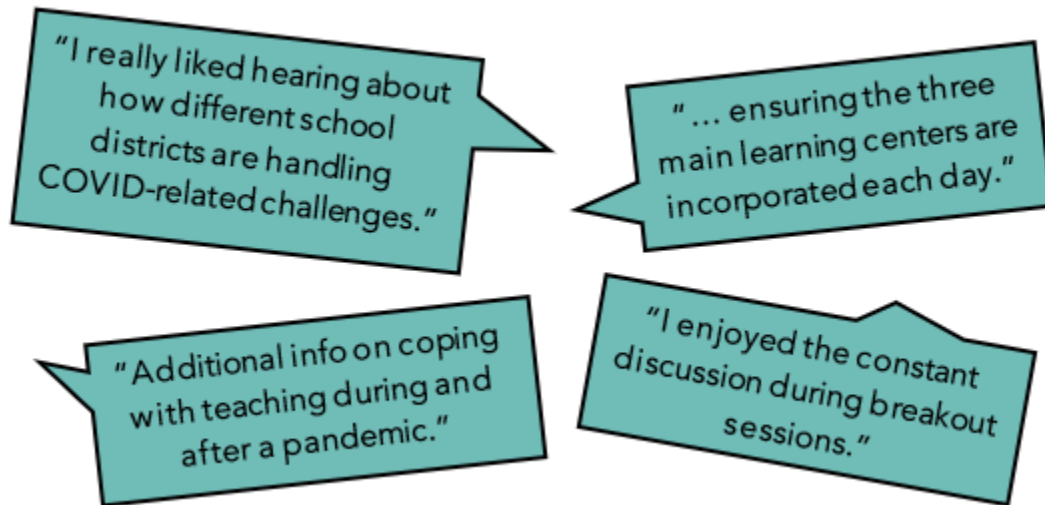 "I really liked hearing about
how different school
districts are handling
COVID-related challenges."
"... ensuring the three
main learning centers are
incorporated each day."
"Additional info on coping
with teaching during and
after a pandemic."
"I enjoyed the constant
discussion during breakout
sessions."